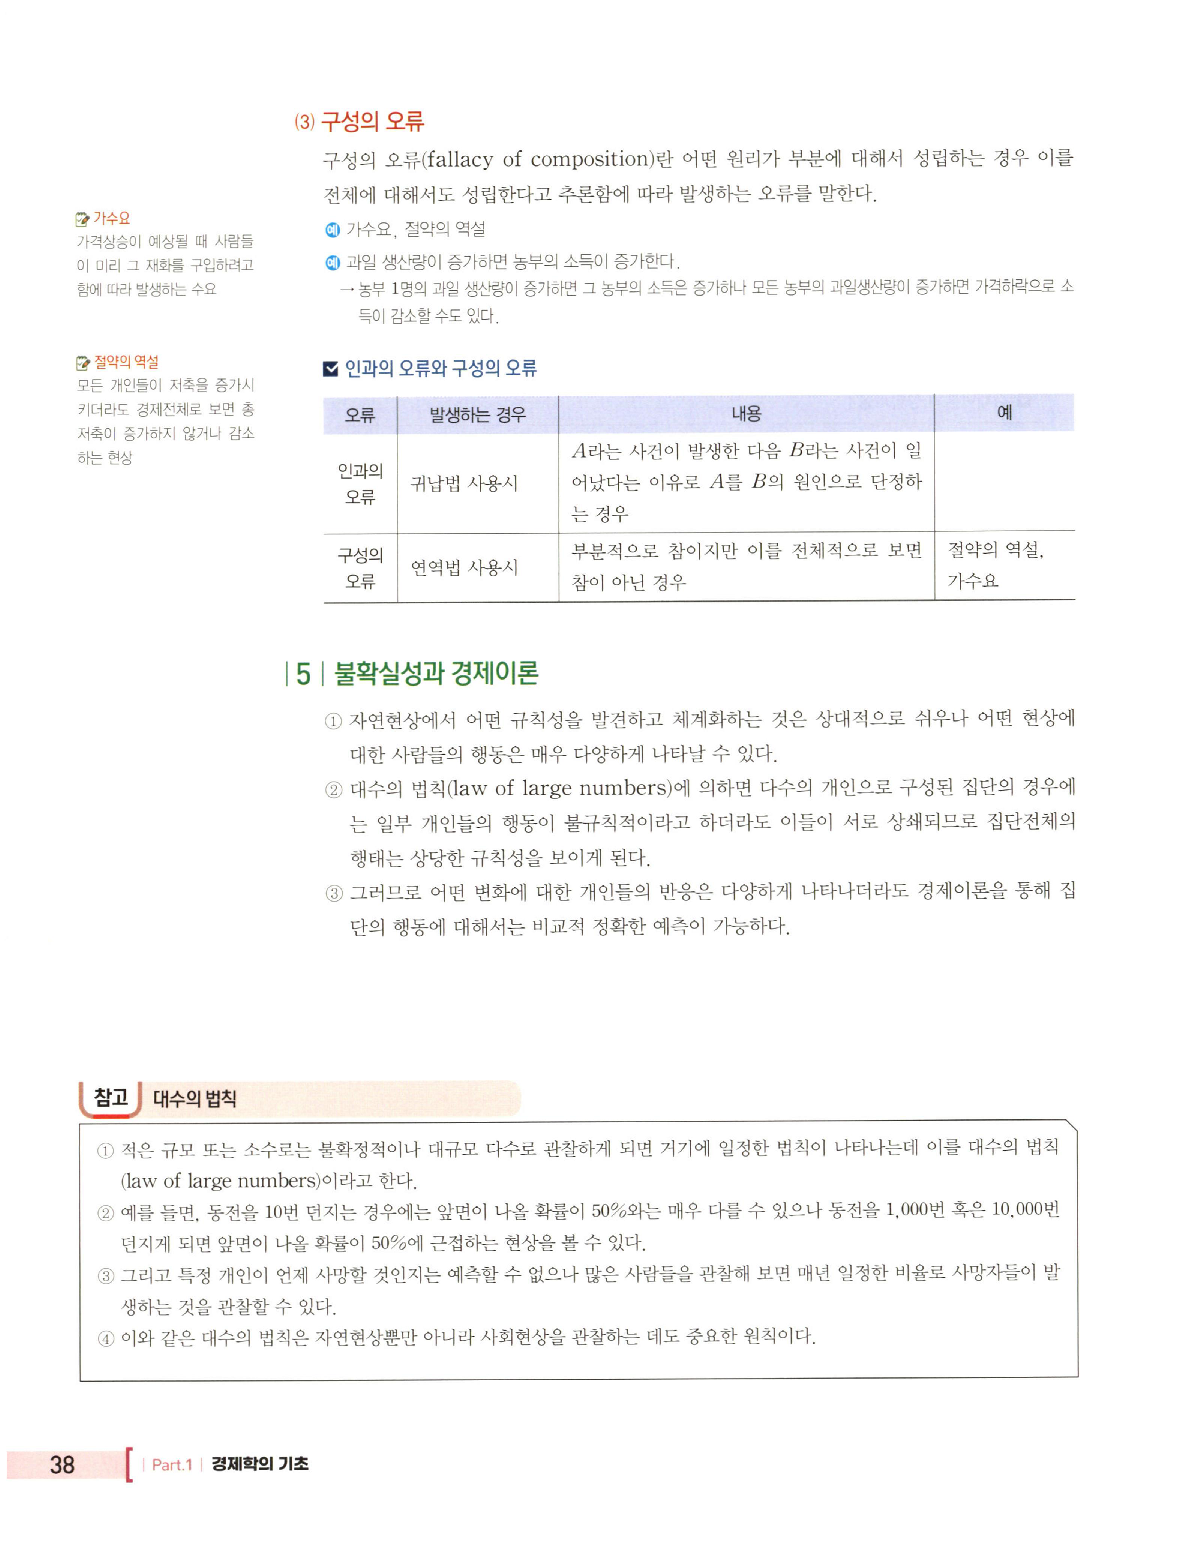 (3) 구성의 오류
구성의 오류(fallacy of composition)란 어떤 원리가 부분에 대해서 성립하는 경우 이를
전체에 대해서도 성립한다고 추론함에 따라 발생하는 오류를 말한다.
예 가수요, 절약의 역설
예 과일 생산량이 증가하면 농부의 소득이 증가한다.
→ 농부 1명의 과일 생산량이 증가하면 그 농부의 소득은 증가하나 모든 농부의 과일생산량이 증가하면 가격하락으로 소
득이 감소할 수도 있다.
가수요
가격상승이 예상될 때 사람들
이 미리 그 재화를 구입하려고
함에 따라 발생하는 수요
절약의 역설
모든 개인들이 저축을 증가시
키더라도 경제전체로 보면 총
저축이 증가하지 않거나 감소
하는 현상
인과의 오류와 구성의 오류
오류 발생하는 경우 내용 예
인과의
오류
귀납법 사용시
A라는 사건이 발생한 다음 B라는 사건이 일
어났다는 이유로 A를 B의 원인으로 단정하
는 경우
구성의
오류
연역법 사용시
부분적으로 참이지만 이를 전체적으로 보면
참이 아닌 경우
절약의 역설,
가수요
|5| 불확실성과 경제이론
① 자연현상에서 어떤 규칙성을 발견하고 체계화하는 것은 상대적으로 쉬우나 어떤 현상에
대한 사람들의 행동은 매우 다양하게 나타날 수 있다.
② 대수의 법칙(law of large numbers)에 의하면 다수의 개인으로 구성된 집단의 경우에
는 일부 개인들의 행동이 불규칙적이라고 하더라도 이들이 서로 상쇄되므로 집단전체의
행태는 상당한 규칙성을 보이게 된다.
③ 그러므로 어떤 변화에 대한 개인들의 반응은 다양하게 나타나더라도 경제이론을 통해 집
단의 행동에 대해서는 비교적 정확한 예측이 가능하다.
참고 대수의 법칙
① 적은 규모 또는 소수로는 불확정적이나 대규모 다수로 관찰하게 되면 거기에 일정한 법칙이 나타나는데 이를 대수의 법칙
(law of large numbers)이라고 한다.
② 예를 들면, 동전을 10번 던지는 경우에는 앞면이 나올 확률이 50%와는 매우 다를 수 있으나 동전을 1,000번 혹은 10,000번
던지게 되면 앞면이 나올 확률이 50%에 근접하는 현상을 볼 수 있다.
③ 그리고 특정 개인이 언제 사망할 것인지는 예측할 수 없으나 많은 사람들을 관찰해 보면 매년 일정한 비율로 사망자들이 발
생하는 것을 관찰할 수 있다.
④ 이와 같은 대수의 법칙은 자연현상뿐만 아니라 사회현상을 관찰하는 데도 중요한 원칙이다.
38 | Part.1 | 경제학의 기초